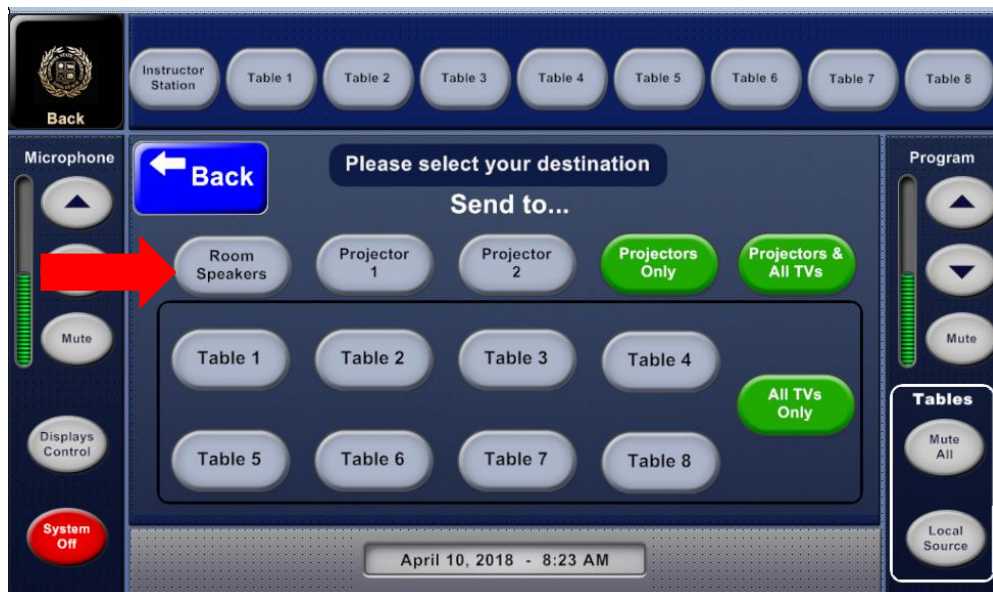 Back
Instructor
Station
Table 1
Table 2
Table 3
Table 4
Table 5
Table 6
Table 7
Table 8
Microphone
Mute
Displays
Control
System
Off
Back
Please select your destination
Send to...
Room
Speakers
Projector
1
Projector
2
Projectors
Only
Projectors &
All TVs
Table 1
Table 2
Table 3
Table 4
All TVs
Only
Table 5
Table 6
Table 7
Table 8
April 10, 2018 - 8:23 AM
Program
Mute
Tables
Mute
All
Local
Source